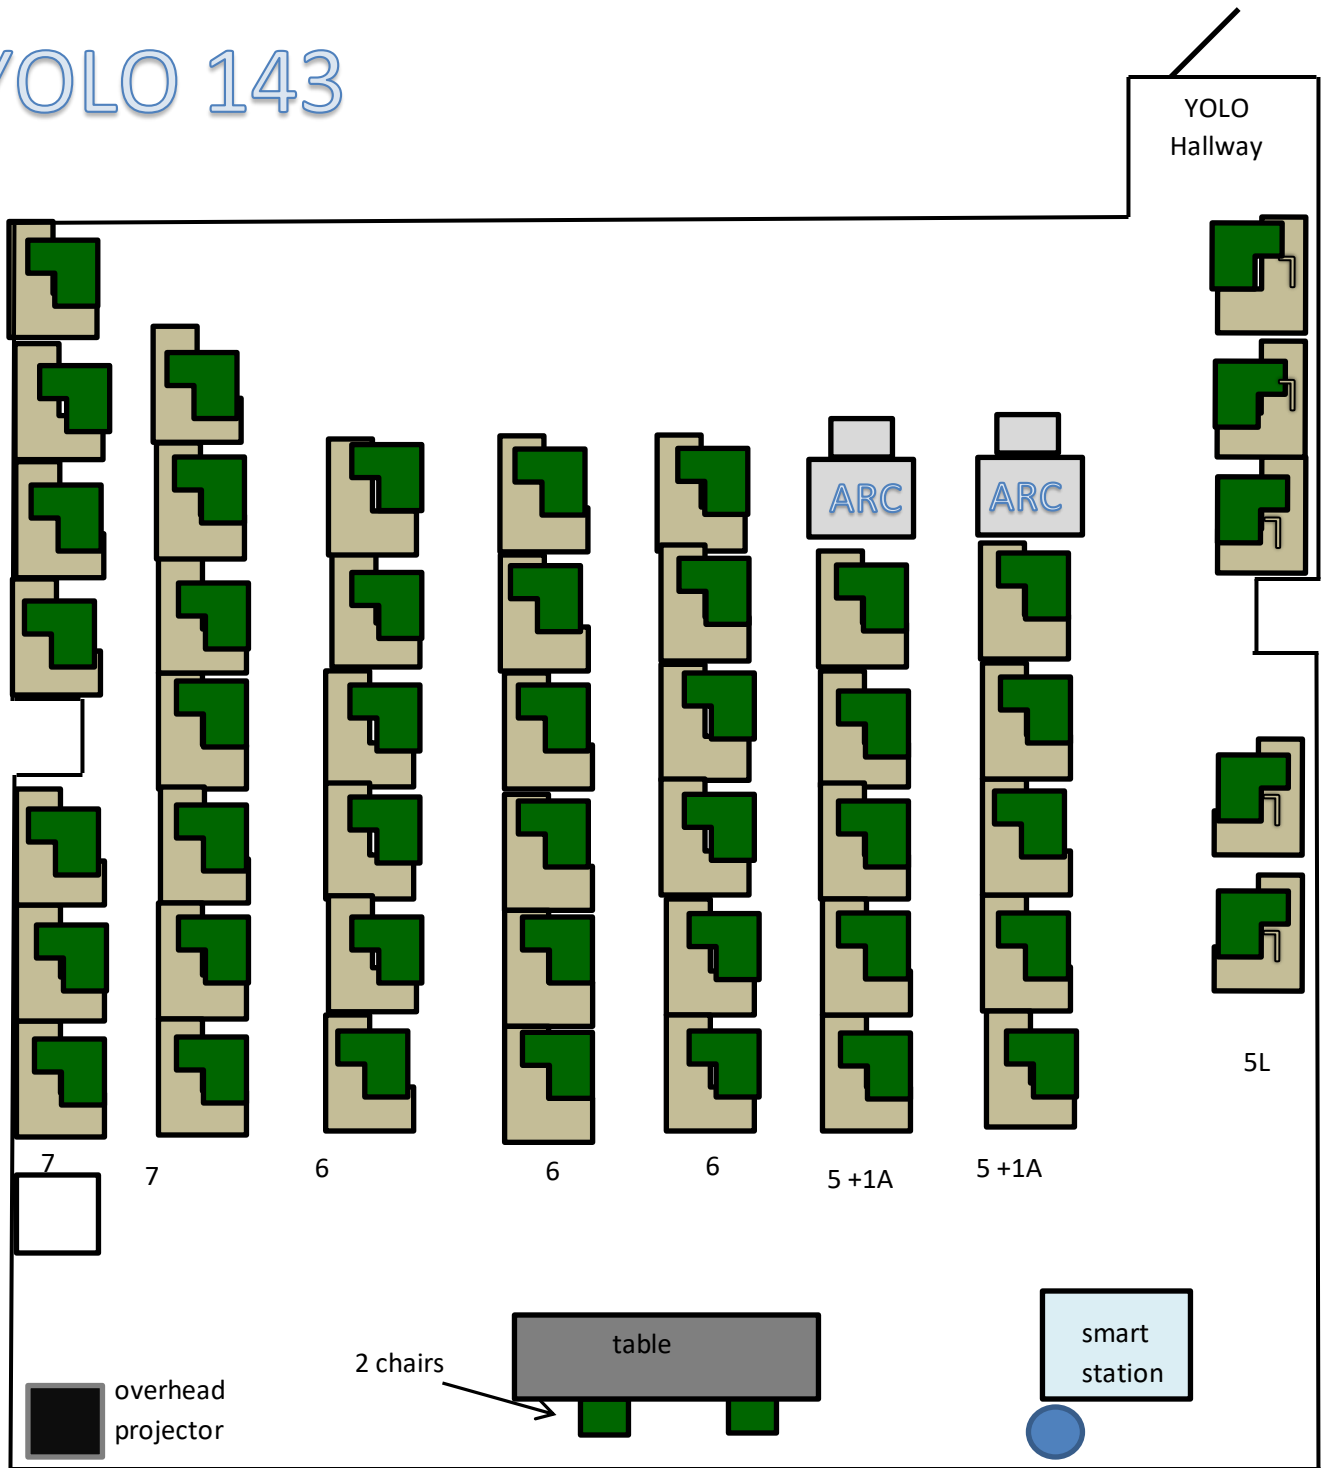 YOLO 143
YOLO
Hallway
ARC
ARC
5L
7
7
6
6
6
5 +1A
5 +1A
table
smart
station
2 chairs
overhead
projector